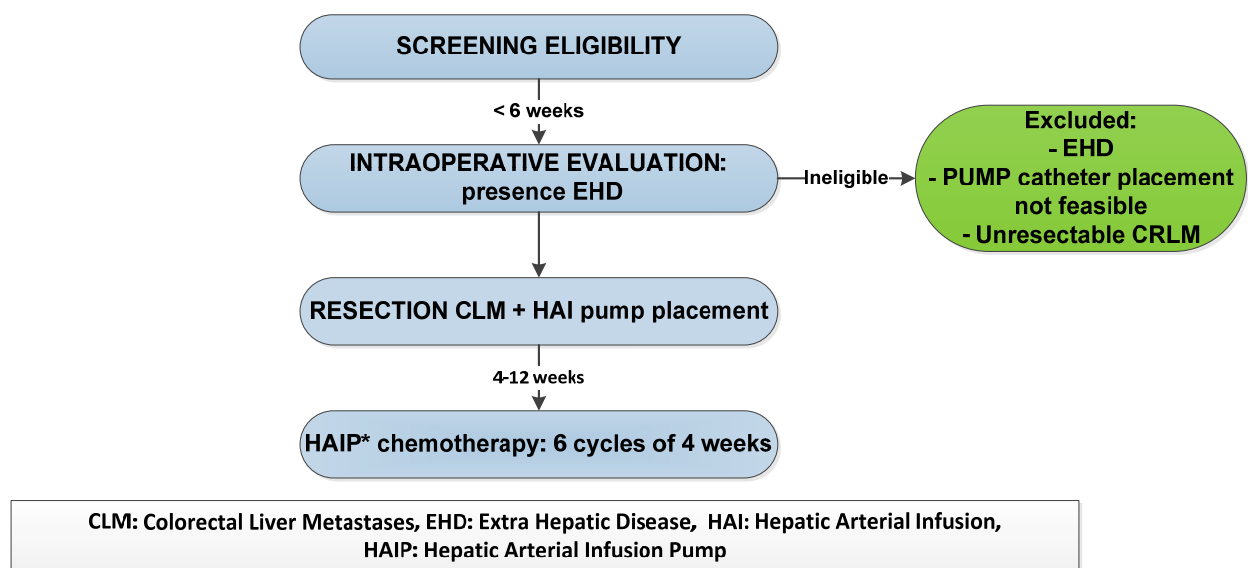 SCREENING ELIGIBILITY
< 6 weeks
INTRAOPERATIVE EVALUATION:
presence EHD
Ineligible
Excluded:
- EHD
- PUMP catheter placement
not feasible
- Unresectable CRLM
RESECTION CLM + HAI pump placement
4-12 weeks
HAIP* chemotherapy: 6 cycles of 4 weeks
CLM: Colorectal Liver Metastases, EHD: Extra Hepatic Disease, HAI: Hepatic Arterial Infusion,
HAIP: Hepatic Arterial Infusion Pump